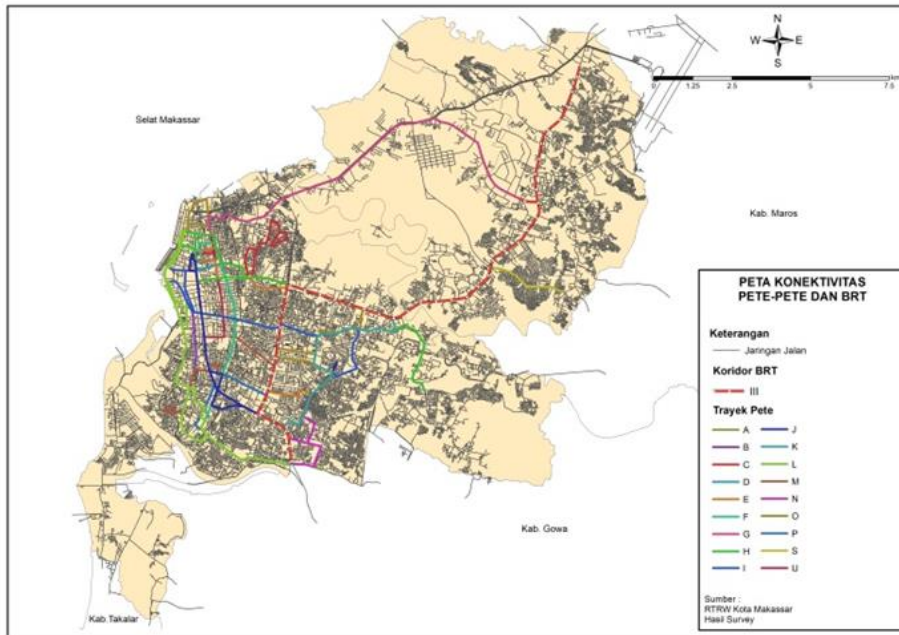 N
W E
S
km
0 1.25 2.5 5 7.5
Selat Makassar
Kab. Maros
PETA KONEKTIVITAS
PETE-PETE DAN BRT
Keterangan
Jaringan Jalan
Koridor BRT
III
Trayek Pete
A J
B K
C L
D M
E N
F O
G P
H S
I U
Kab. Gowa
Sumber :
RTRW Kota Makassar
Hasil Survey
Kab.Takalar